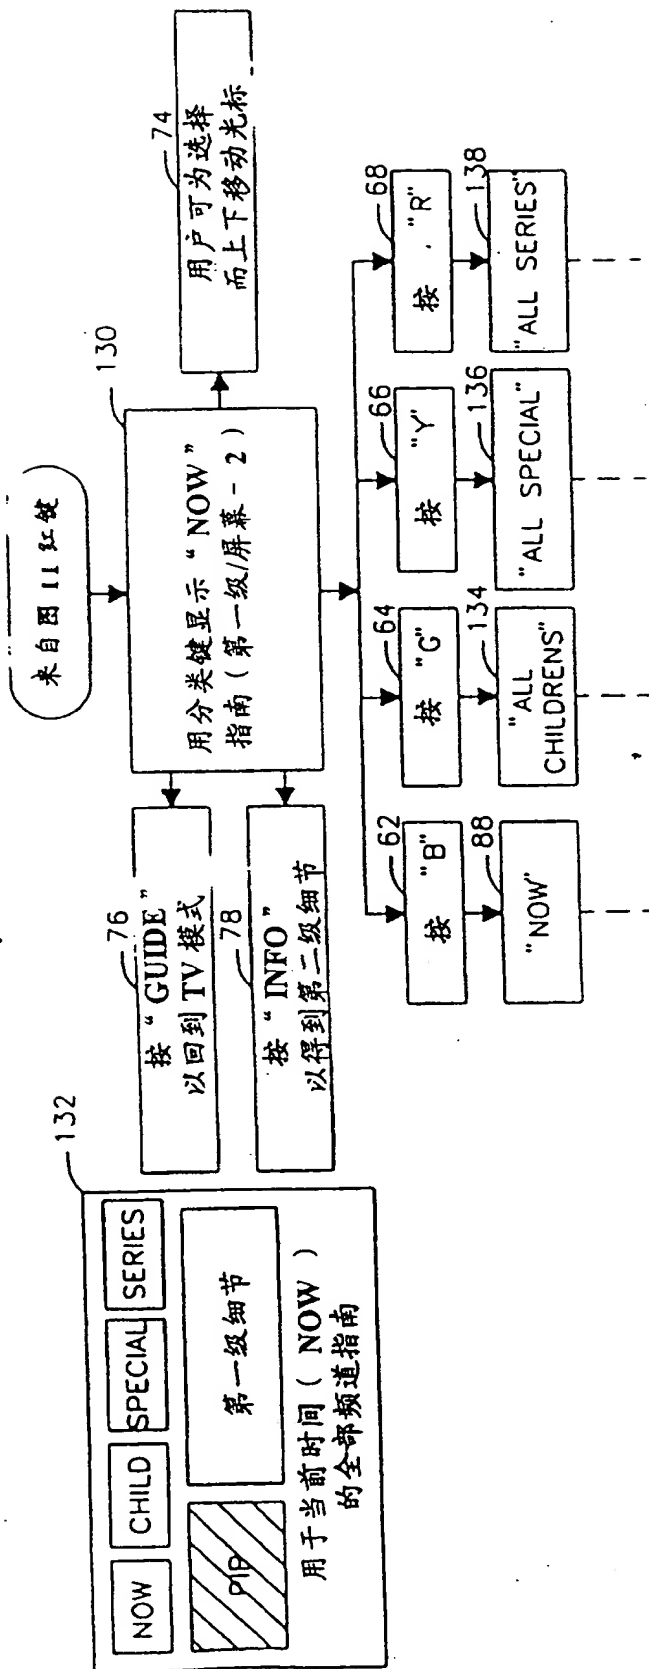 来自图 11 红键
130
用分类键显示“NOW”
指南(第一级/屏幕-2)
74
用户可为选择
而上下移动光标
76
按“GUIDE”
以回到TV模式
78
按“INFO”
以得到第二级细节
132
NOW
CHILD
SPECIAL
SERIES
PIP
第一级细节
用于当前时间(NOW)
的全部频道指南
62
按 "B"
64
按 "G"
66
按 "Y"
68
按 "R"
88
"NOW"
134
"ALL
CHILDRENS"
136
"ALL SPECIAL"
138
"ALL SERIES"